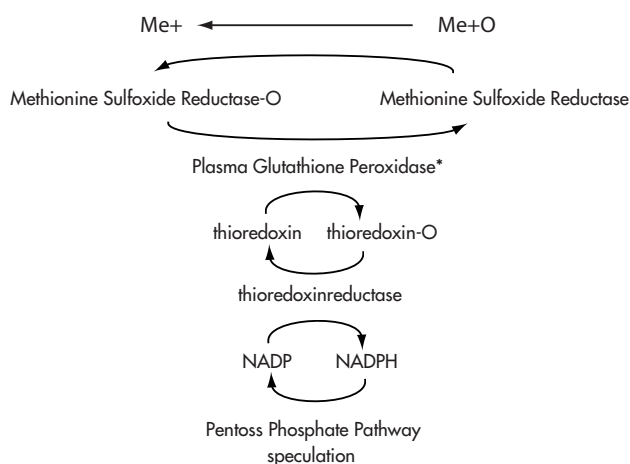 Me+ Me+O
Methionine Sulfoxide Reductase-O Methionine Sulfoxide Reductase
Plasma Glutathione Peroxidase*
thioredoxin thioredoxin-O
thioredoxinreductase
NADP NADPH
Pentoss Phosphate Pathway
speculation